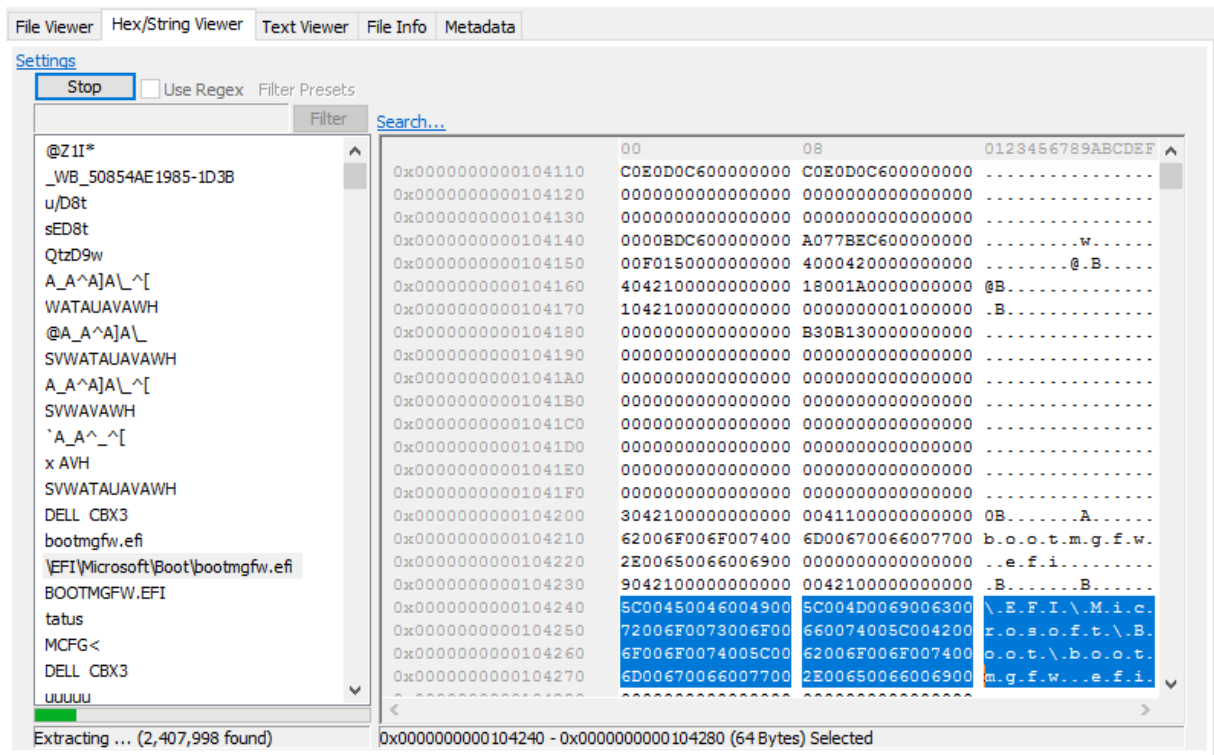 File Viewer Hex/String Viewer Text Viewer File Info Metadata
Settings
Stop Use Regex Filter Presets
Filter Search...
@Z1I*
_WB_50854AE1985-1D3B
u/D8t
sED8t
QtzD9w
A_A^A]A\_^[
WATAUAVAWH
@A_A^A]A\_
SVWATAUAVAWH
A_A^A]A\_^[
SVWAVAWH
`A_A^_^[
x AVH
SVWATAUAVAWH
DELL CBX3
bootmgfw.efi
\EFI\Microsoft\Boot\bootmgfw.efi
BOOTMGFW.EFI
tatus
MCFG<
DELL CBX3
uuuuu
00 08 0123456789ABCDEF
0x0000000000104110 C0E0D0C600000000 C0E0D0C600000000 ................
0x0000000000104120 0000000000000000 0000000000000000 ................
0x0000000000104130 0000000000000000 0000000000000000 ................
0x0000000000104140 0000BDC600000000 A077BEC600000000 .........w......
0x0000000000104150 00F0150000000000 4000420000000000 ........@.B.....
0x0000000000104160 4042100000000000 18001A0000000000 @B..............
0x0000000000104170 1042100000000000 0000000001000000 .B..............
0x0000000000104180 0000000000000000 B30B130000000000 ................
0x0000000000104190 0000000000000000 0000000000000000 ................
0x00000000001041A0 0000000000000000 0000000000000000 ................
0x00000000001041B0 0000000000000000 0000000000000000 ................
0x00000000001041C0 0000000000000000 0000000000000000 ................
0x00000000001041D0 0000000000000000 0000000000000000 ................
0x00000000001041E0 0000000000000000 0000000000000000 ................
0x00000000001041F0 0000000000000000 0000000000000000 ................
0x0000000000104200 3042100000000000 0041100000000000 0B.......A......
0x0000000000104210 62006F006F007400 6D00670066007700 b.o.o.t.m.g.f.w.
0x0000000000104220 2E00650066006900 0000000000000000 ..e.f.i.........
0x0000000000104230 9042100000000000 0042100000000000 .B.......B......
0x0000000000104240 5C00450046004900 5C004D0069006300 \.E.F.I.\.M.i.c.
0x0000000000104250 72006F0073006F00 660074005C004200 r.o.s.o.f.t.\.B.
0x0000000000104260 6F006F0074005C00 62006F006F007400 o.o.t.\.b.o.o.t.
0x0000000000104270 6D00670066007700 2E00650066006900 m.g.f.w...e.f.i.
Extracting ... (2,407,998 found) 0x0000000000104240 - 0x0000000000104280 (64 Bytes) Selected